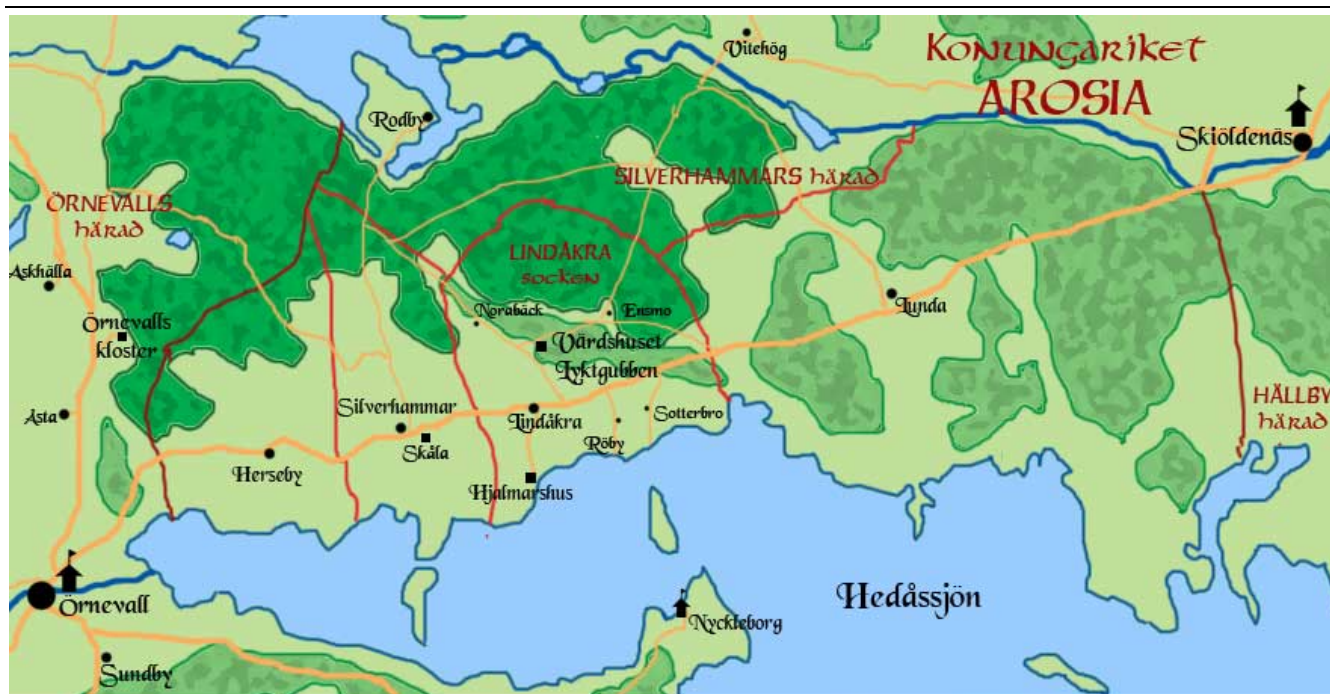 Vitehög
Konungariket
AROSIA
Rodby
Skiöldenäs
ÖRNEVALLS
härad
SILVERHAMMARS härad
LINDÅKRA
socken
Askhälla
Örnevalls
kloster
Norabäck
Ensmo
Lunda
Värdshuset
Lyktgubben
Åsta
Silverhammar
Lindåkra
Sotterbro
HÄLLBY
härad
Skåla
Röby
Herseby
Hjalmarshus
Örnevall
Hedåssjön
Nyckleborg
Sundby